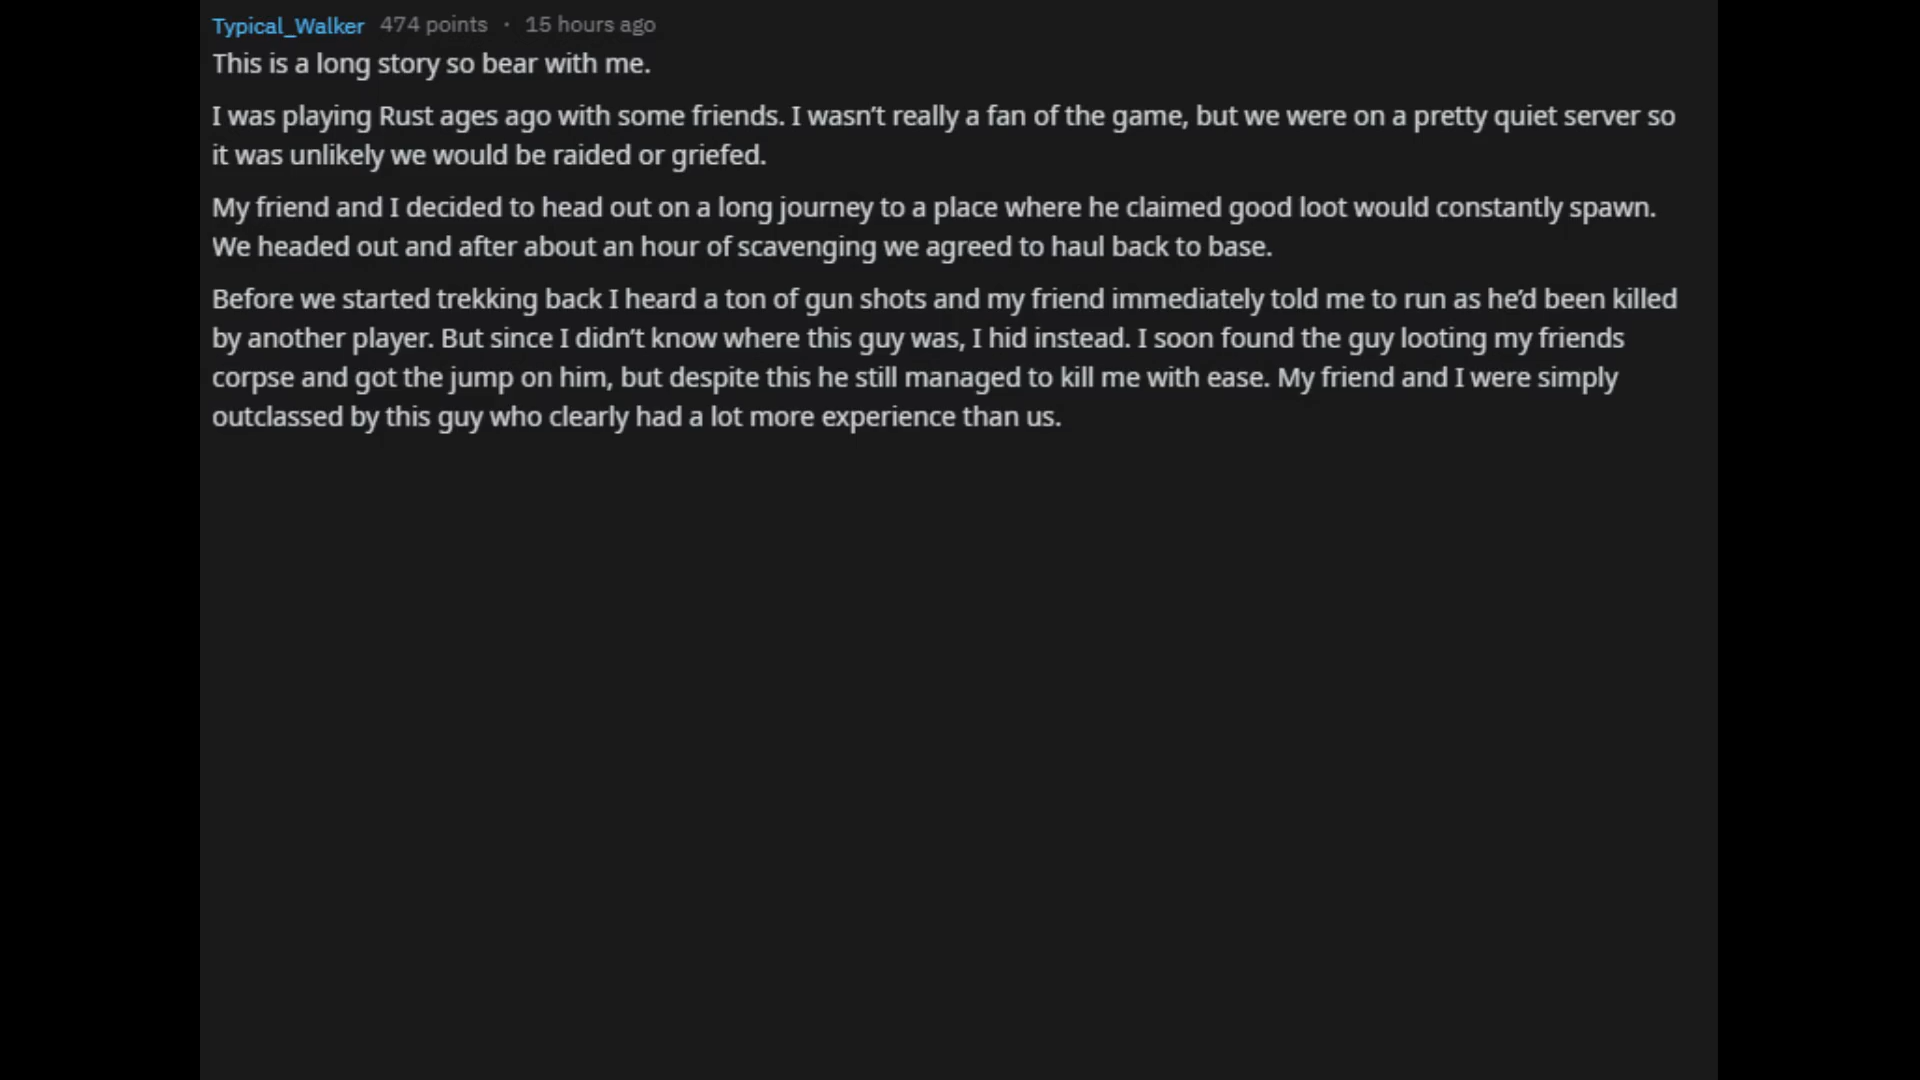 Typical_Walker 474 points · 15 hours ago
This is a long story so bear with me.
I was playing Rust ages ago with some friends. I wasn’t really a fan of the game, but we were on a pretty quiet server so
it was unlikely we would be raided or griefed.
My friend and I decided to head out on a long journey to a place where he claimed good loot would constantly spawn.
We headed out and after about an hour of scavenging we agreed to haul back to base.
Before we started trekking back I heard a ton of gun shots and my friend immediately told me to run as he’d been killed
by another player. But since I didn’t know where this guy was, I hid instead. I soon found the guy looting my friends
corpse and got the jump on him, but despite this he still managed to kill me with ease. My friend and I were simply
outclassed by this guy who clearly had a lot more experience than us.